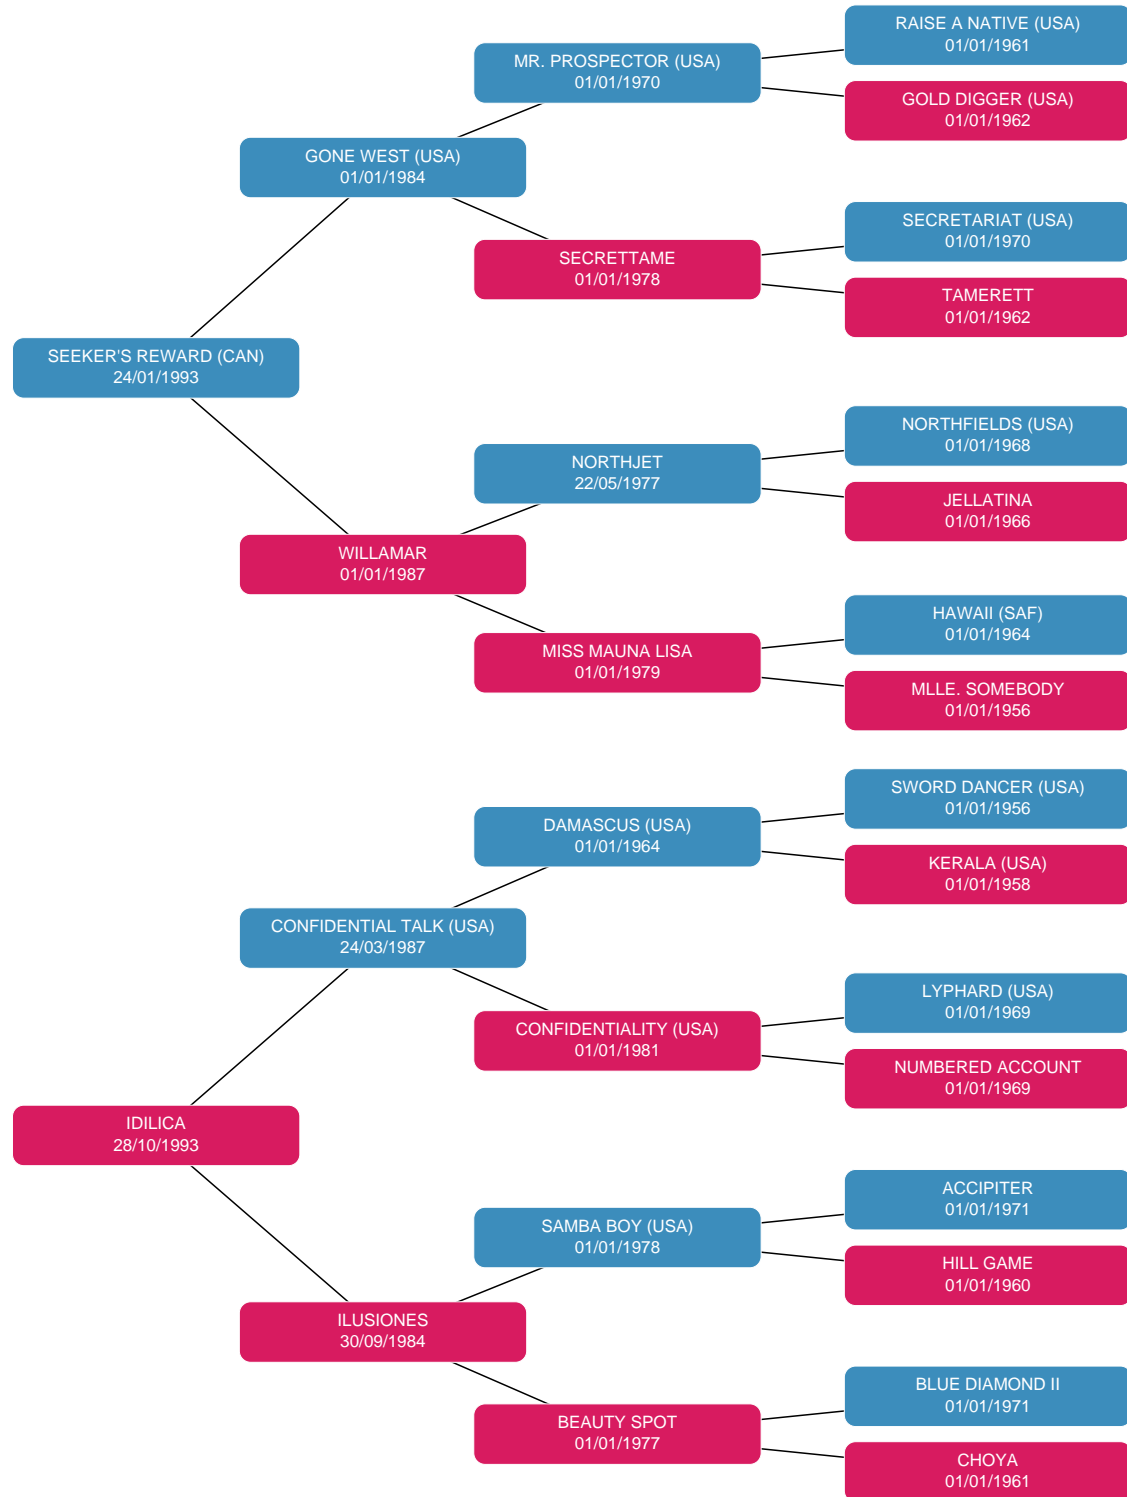 RAISE A NATIVE (USA)
01/01/1961
MR. PROSPECTOR (USA)
01/01/1970
GOLD DIGGER (USA)
01/01/1962
GONE WEST (USA)
01/01/1984
SECRETARIAT (USA)
01/01/1970
SECRETTAME
01/01/1978
TAMERETT
01/01/1962
SEEKER'S REWARD (CAN)
24/01/1993
NORTHFIELDS (USA)
01/01/1968
NORTHJET
22/05/1977
JELLATINA
01/01/1966
WILLAMAR
01/01/1987
HAWAII (SAF)
01/01/1964
MISS MAUNA LISA
01/01/1979
MLLE. SOMEBODY
01/01/1956
SWORD DANCER (USA)
01/01/1956
DAMASCUS (USA)
01/01/1964
KERALA (USA)
01/01/1958
CONFIDENTIAL TALK (USA)
24/03/1987
LYPHARD (USA)
01/01/1969
CONFIDENTIALITY (USA)
01/01/1981
NUMBERED ACCOUNT
01/01/1969
IDILICA
28/10/1993
ACCIPITER
01/01/1971
SAMBA BOY (USA)
01/01/1978
HILL GAME
01/01/1960
ILUSIONES
30/09/1984
BLUE DIAMOND II
01/01/1971
BEAUTY SPOT
01/01/1977
CHOYA
01/01/1961